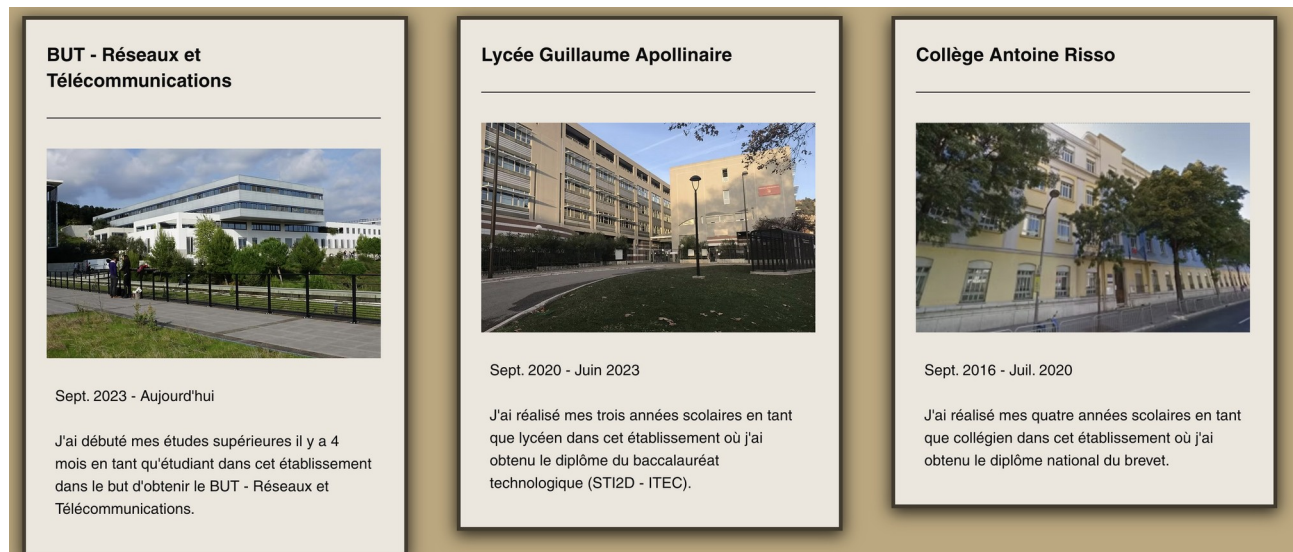 BUT - Réseaux et
Télécommunications
Sept. 2023 - Aujourd'hui
J'ai débuté mes études supérieures il y a 4
mois en tant qu'étudiant dans cet établissement
dans le but d'obtenir le BUT - Réseaux et
Télécommunications.
Lycée Guillaume Apollinaire
Sept. 2020 - Juin 2023
J'ai réalisé mes trois années scolaires en tant
que lycéen dans cet établissement où j'ai
obtenu le diplôme du baccalauréat
technologique (STI2D - ITEC).
Collège Antoine Risso
Sept. 2016 - Juil. 2020
J'ai réalisé mes quatre années scolaires en tant
que collégien dans cet établissement où j'ai
obtenu le diplôme national du brevet.